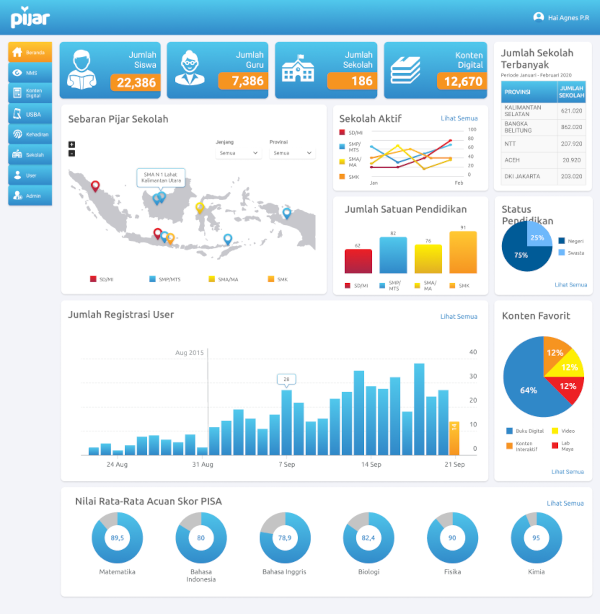 pijar
Hai Agnes P.R
Beranda
Konten
Digital
USBA
Kehadiran
Sekolah
User
Admin
Jumlah
Siswa
22,386
Jumlah
Guru
7,386
Jumlah
Sekolah
186
Konten
Digital
12,670
Jumlah Sekolah
Terbanyak
Periode Januari - Februari 2020
PROVINSI
JUMLAH
SEKOLAH
KALIMANTAN
SELATAN
621.020
BANGKA
BELITUNG
862.020
NTT
207.920
ACEH
20.920
DKI JAKARTA
203.020
Sebaran Pijar Sekolah
Jenjang
Provinsi
Semua
Semua
SMA N 1 Lohat
Kalimantan Utara
SD/MI
SMP/MTS
SMA/MA
SMK
Sekolah Aktif
Lihat Semua
SD/MI
SMP/
MTS
SMA/
MA
SMK
100
80
60
40
20
0
Jan
Feb
Jumlah Satuan Pendidikan
62
82
76
91
SD/MI
SMP/
MTS
SMA/
MA
SMK
Status
Pendidikan
25%
75%
Negeri
Swasta
Lihat Semua
Jumlah Registrasi User
Lihat Semua
Aug 2015
28
40
30
20
10
0
14
24 Aug
31 Aug
7 Sep
14 Sep
21 Sep
Konten Favorit
12%
12%
12%
64%
Buku Digital
Video
Konten
Interaktif
Lab
Maya
Lihat Semua
Nilai Rata-Rata Acuan Skor PISA
Lihat Semua
89,5
80
78,9
82,4
90
95
Matematika
Bahasa
Indonesia
Bahasa Inggris
Biologi
Fisika
Kimia